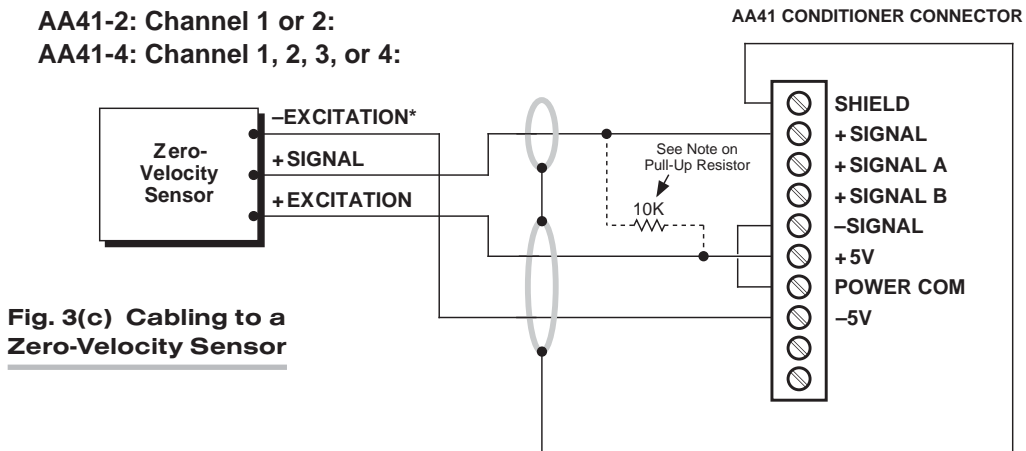 AA41-2: Channel 1 or 2:
AA41-4: Channel 1, 2, 3, or 4:
AA41 CONDITIONER CONNECTOR
Zero-
Velocity
Sensor
–EXCITATION*
+SIGNAL
+EXCITATION
See Note on
Pull-Up Resistor
10K
SHIELD
+SIGNAL
+SIGNAL A
+SIGNAL B
–SIGNAL
+5V
POWER COM
–5V
Fig. 3(c) Cabling to a
Zero-Velocity Sensor